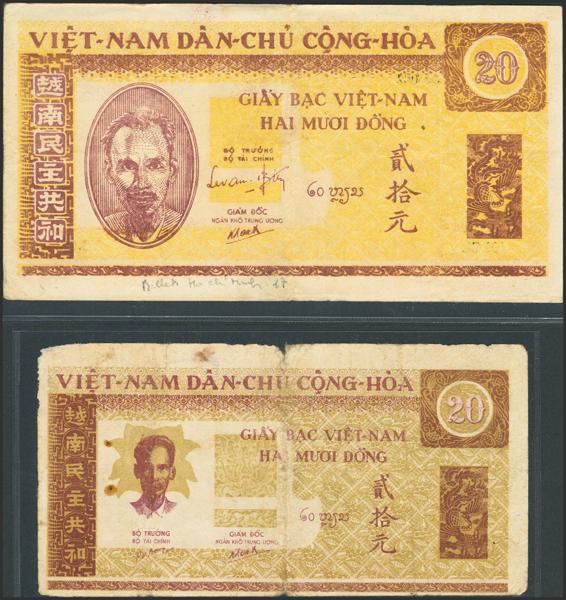 VIỆT-NAM DÂN-CHỦ CỘNG-HÒA
20
越南民主共和
GIẤY BẠC VIỆT-NAM
HAI MƯƠI ĐỒNG
BỘ TRƯỞNG
BỘ TÀI CHÍNH
貳拾元
GIÁM ĐỐC
NGÂN KHỐ TRUNG ƯƠNG
VIỆT-NAM DÂN-CHỦ CỘNG-HÒA
20
越南民主共和
GIẤY BẠC VIỆT-NAM
HAI MƯƠI ĐỒNG
貳拾元
BỘ TRƯỞNG
BỘ TÀI CHÍNH
GIÁM ĐỐC
NGÂN KHỐ TRUNG ƯƠNG